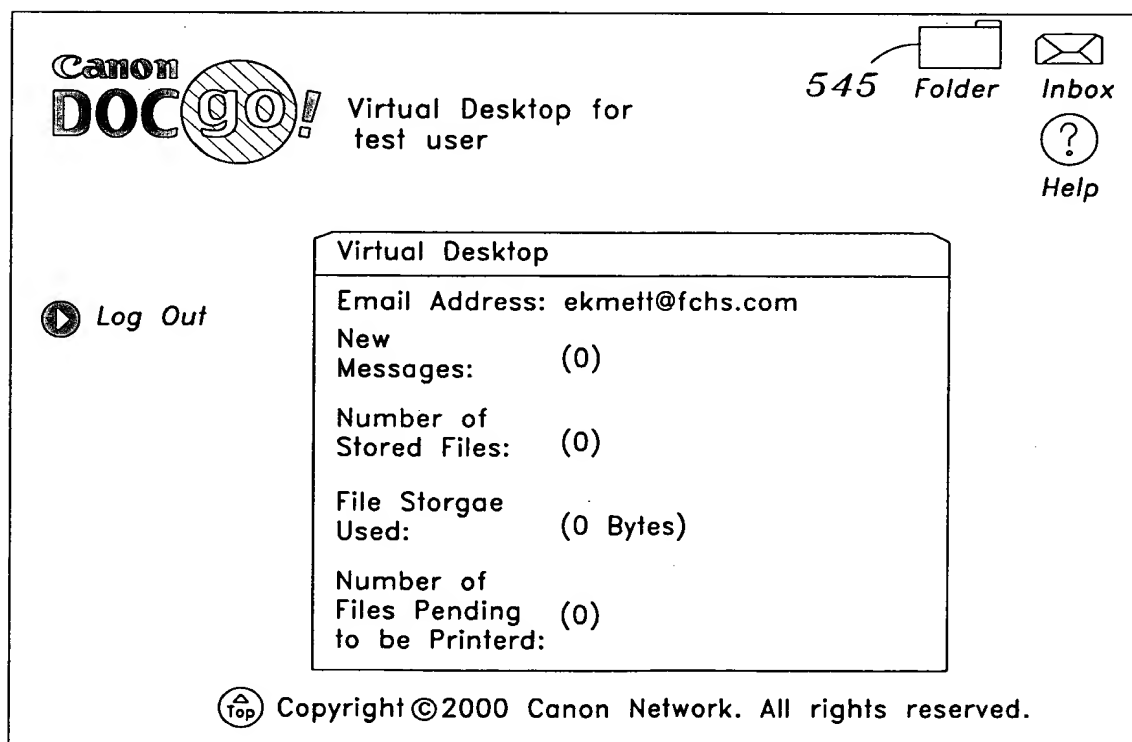 Canon
DOC go!
Virtual Desktop for
test user
545
Folder
Inbox
Help
Log Out
Virtual Desktop
Email Address: ekmett@fchs.com
New
Messages: (0)
Number of
Stored Files: (0)
File Storgae
Used: (0 Bytes)
Number of
Files Pending (0)
to be Printerd:
Top Copyright ©2000 Canon Network. All rights reserved.